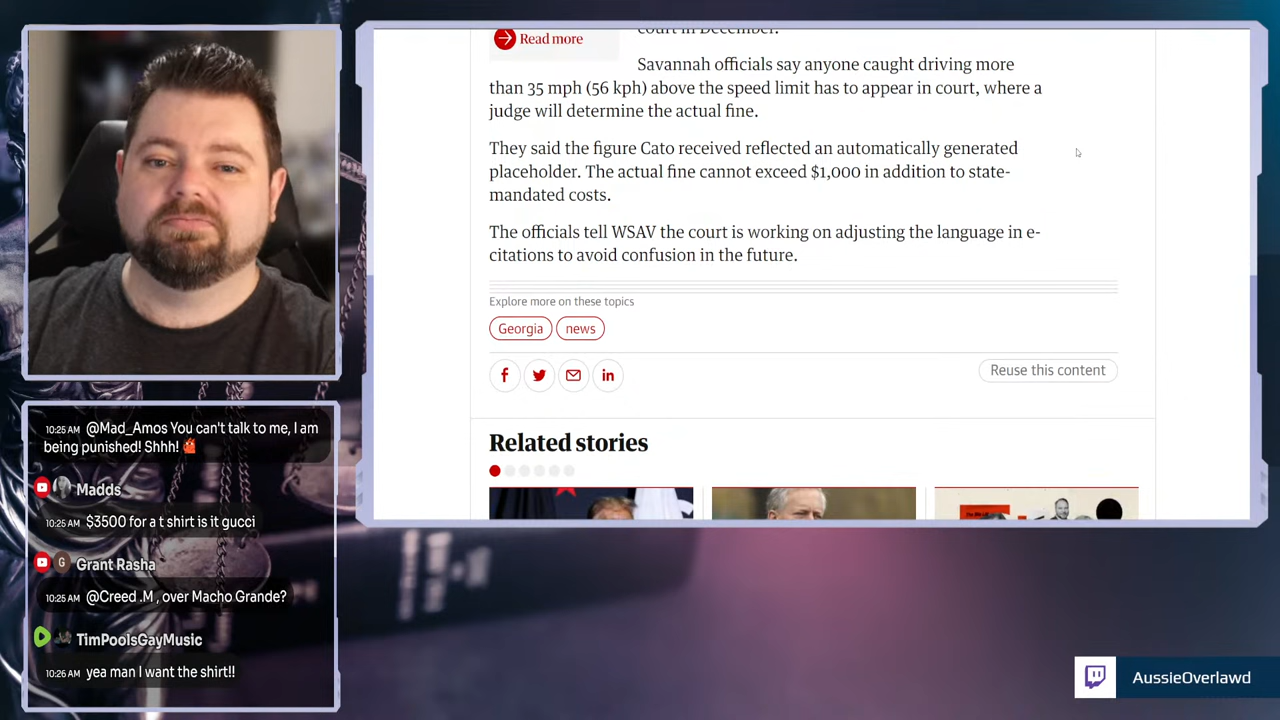 court in December.
Read more
Savannah officials say anyone caught driving more
than 35 mph (56 kph) above the speed limit has to appear in court, where a
judge will determine the actual fine.
They said the figure Cato received reflected an automatically generated
placeholder. The actual fine cannot exceed $1,000 in addition to state-
mandated costs.
The officials tell WSAV the court is working on adjusting the language in e-
citations to avoid confusion in the future.
Explore more on these topics
Georgia
news
Reuse this content
Related stories
10:25 AM @Mad_Amos You can't talk to me, I am
being punished! Shhh!
Madds
10:25 AM $3500 for a t shirt is it gucci
G Grant Rasha
10:25 AM @Creed .M , over Macho Grande?
TimPoolsGayMusic
10:26 AM yea man I want the shirt!!
AussieOverlawd